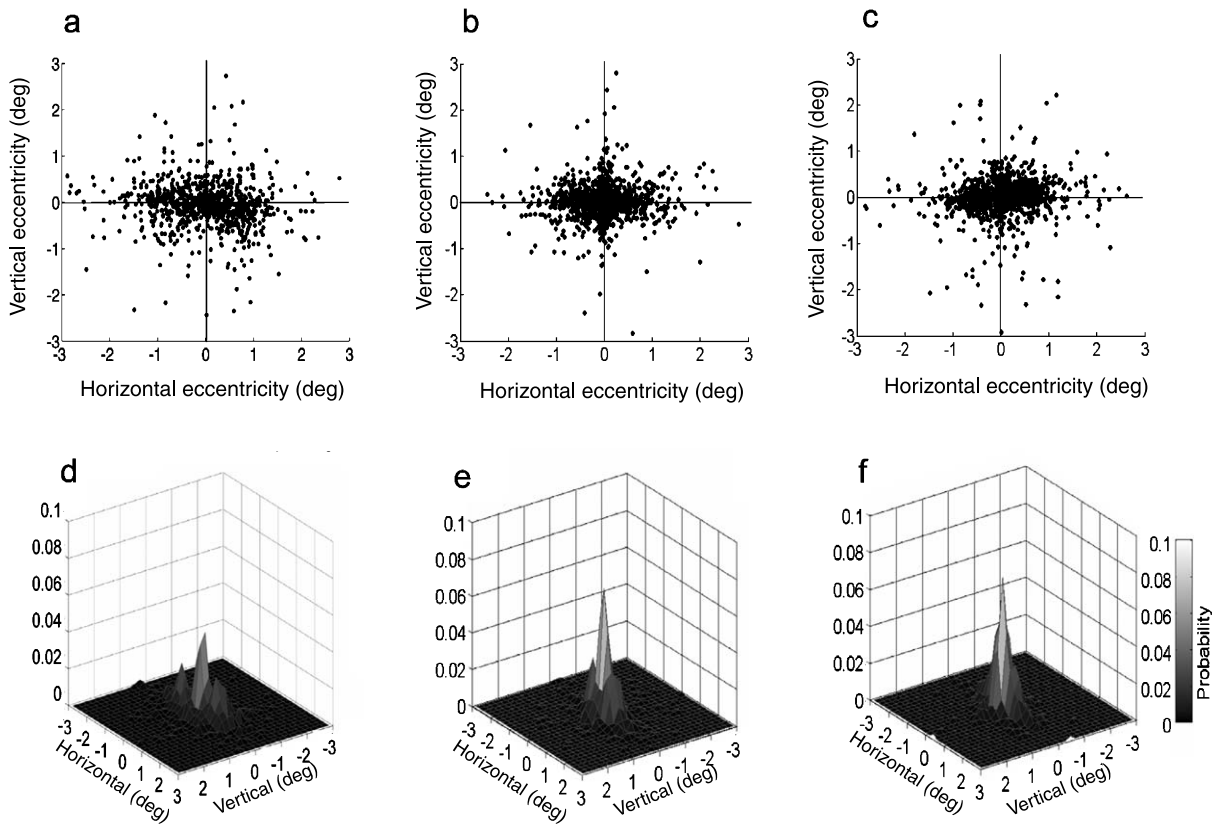 a
b
c
3
2
1
0
-1
-2
-3
-3 -2 -1 0 1 2 3
Vertical eccentricity (deg)
Horizontal eccentricity (deg)
3
2
1
0
-1
-2
-3
-3 -2 -1 0 1 2 3
Vertical eccentricity (deg)
Horizontal eccentricity (deg)
3
2
1
0
-1
-2
-3
-3 -2 -1 0 1 2 3
Vertical eccentricity (deg)
Horizontal eccentricity (deg)
d
e
f
0.1
0.08
0.06
0.04
0.02
0
-3 -2 -1 0 1 2 3
Horizontal (deg)
2 1 0 -1 -2 -3
Vertical (deg)
0.1
0.08
0.06
0.04
0.02
0
-3 -2 -1 0 1 2 3
Horizontal (deg)
2 1 0 -1 -2 -3
Vertical (deg)
0.1
0.08
0.06
0.04
0.02
0
-3 -2 -1 0 1 2 3
Horizontal (deg)
2 1 0 -1 -2 -3
Vertical (deg)
0.1
0.08
0.06
0.04
0.02
0
Probability